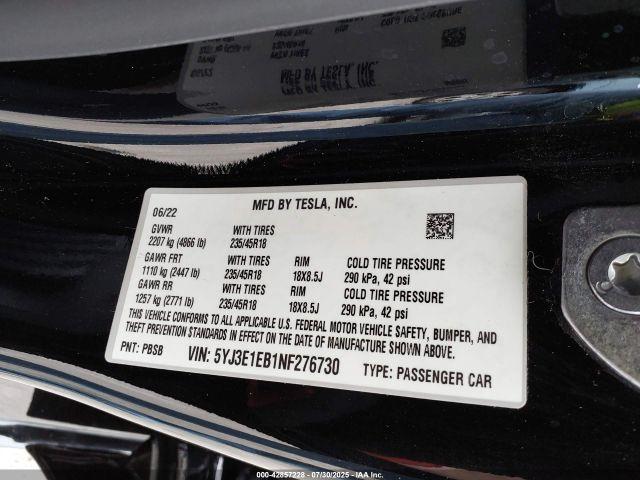 MFD BY TESLA, INC.
06/22
GVWR WITH TIRES
2207 kg (4866 lb) 235/45R18
GAWR FRT WITH TIRES RIM COLD TIRE PRESSURE
1110 kg (2447 lb) 235/45R18 18X8.5J 290 kPa, 42 psi
GAWR RR WITH TIRES RIM COLD TIRE PRESSURE
1257 kg (2771 lb) 235/45R18 18X8.5J 290 kPa, 42 psi
THIS VEHICLE CONFORMS TO ALL APPLICABLE U.S. FEDERAL MOTOR VEHICLE SAFETY, BUMPER, AND
THEFT PREVENTION STANDARDS IN EFFECT ON THE DATE OF MANUFACTURE SHOWN ABOVE.
PNT: PBSB VIN: 5YJ3E1EB1NF276730 TYPE: PASSENGER CAR
000-42857228 - 07/30/2025 - IAA Inc.